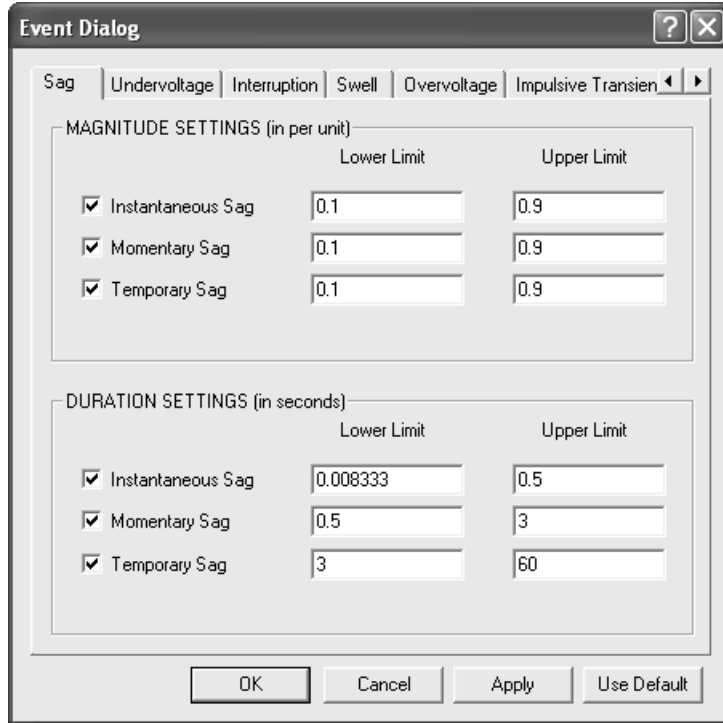 Event Dialog
Sag Undervoltage Interruption Swell Overvoltage Impulsive Transien
MAGNITUDE SETTINGS (in per unit)
Lower Limit Upper Limit
Instantaneous Sag 0.1 0.9
Momentary Sag 0.1 0.9
Temporary Sag 0.1 0.9
DURATION SETTINGS (in seconds)
Lower Limit Upper Limit
Instantaneous Sag 0.008333 0.5
Momentary Sag 0.5 3
Temporary Sag 3 60
OK Cancel Apply Use Default